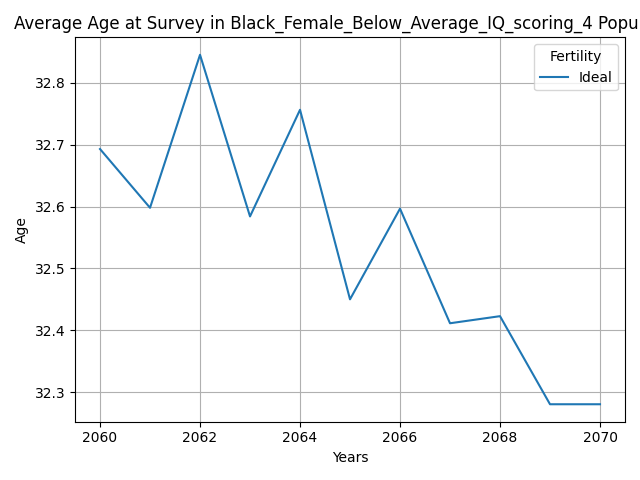 Average Age at Survey in Black_Female_Below_Average_IQ_scoring_4 Popu
Fertility
Ideal
32.8
32.7
32.6
32.5
32.4
32.3
Age
2060 2062 2064 2066 2068 2070
Years